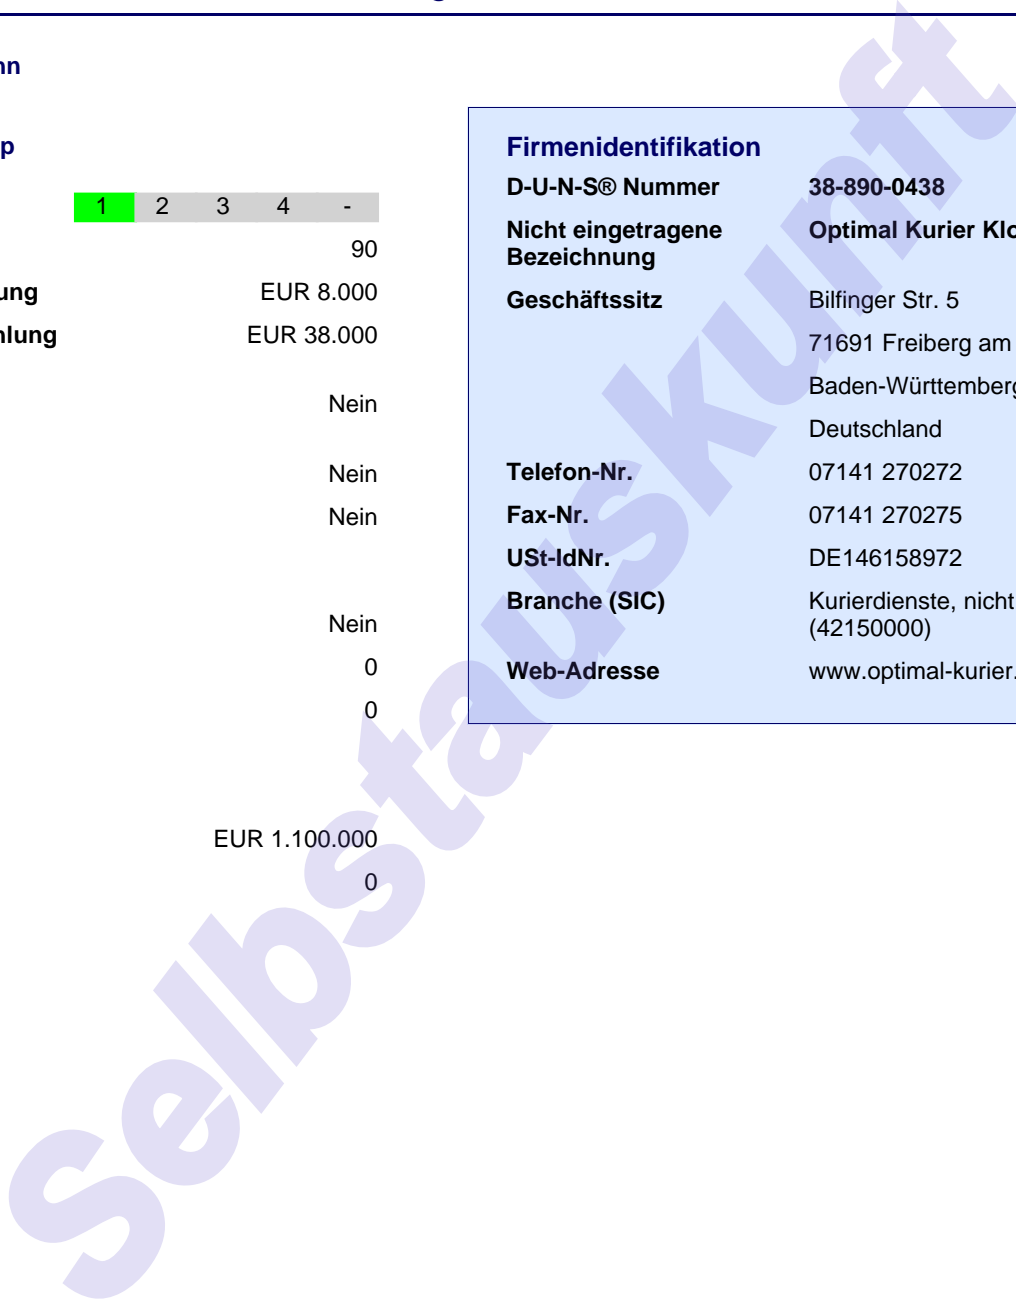 nn
p
1 2 3 4 -
90
ung EUR 8.000
hlung EUR 38.000
Nein
Nein
Nein
Nein
0
0
EUR 1.100.000
0
Firmenidentifikation
D-U-N-S® Nummer 38-890-0438
Nicht eingetragene Optimal Kurier Klo
Bezeichnung
Geschäftssitz Bilfinger Str. 5
71691 Freiberg am
Baden-Württemberg
Deutschland
Telefon-Nr. 07141 270272
Fax-Nr. 07141 270275
USt-IdNr. DE146158972
Branche (SIC) Kurierdienste, nicht
(42150000)
Web-Adresse www.optimal-kurier.
Selbstauskunft